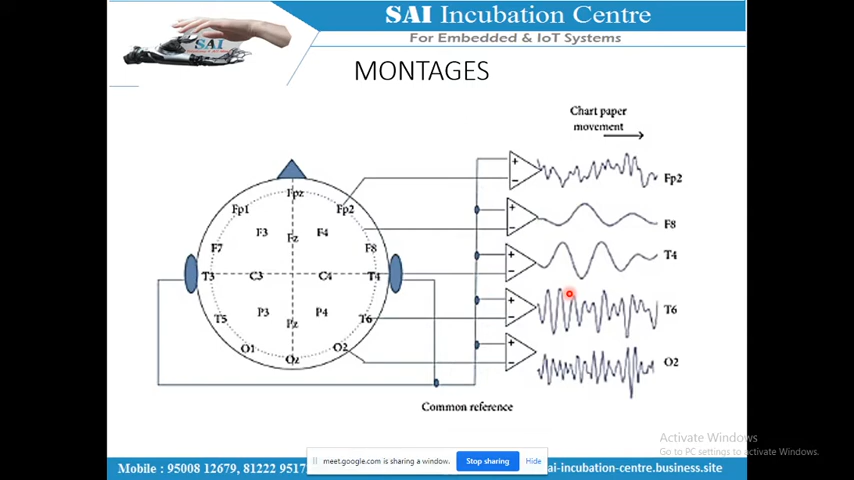 SAI Incubation Centre
For Embedded & IoT Systems
SAI
MONTAGES
Chart paper
movement
Fpz
Fp1 Fp2
F7 F3 Fz F4 F8
T3 C3 C4 T4
T5 P3 Pz P4 T6
O1 Oz O2
+
−
Fp2
+
−
F8
+
−
T4
+
−
T6
+
−
O2
Common reference
Activate Windows
Go to PC settings to activate Windows.
Mobile : 95008 12679, 81222 9517
meet.google.com is sharing a window.
Stop sharing
Hide
ai-incubation-centre.business.site